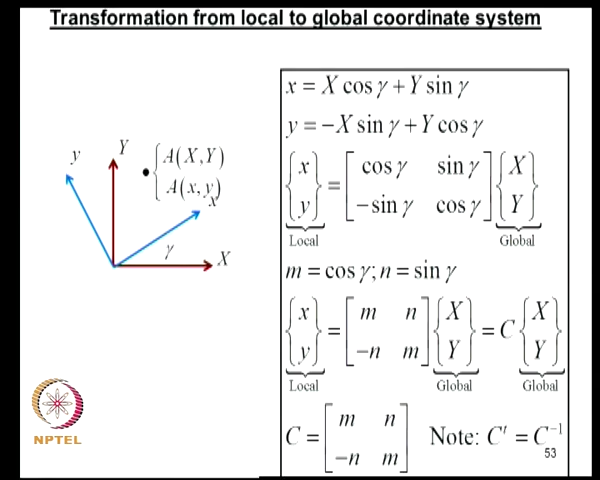 Transformation from local to global coordinate system
y
Y
A(X,Y)
A(x,y)
x
γ
X
x = X cos γ + Y sin γ
y = −X sin γ + Y cos γ
{x y} = [cos γ sin γ −sin γ cos γ] {X Y}
Local Global
m = cos γ; n = sin γ
{x y} = [m n −n m] {X Y} = C {X Y}
Local Global Global
C = [m n −n m] Note: C' = C⁻¹
53
NPTEL